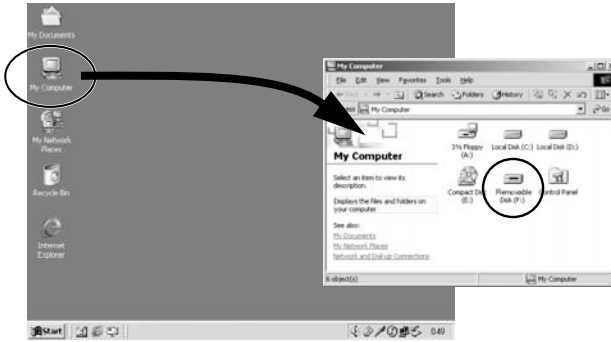 My Documents
My Computer
My Network
Places
Recycle Bin
Internet
Explorer
Start
0:49
My Computer
File Edit View Favorites Tools Help
Search Folders History
My Computer
Go
My Computer
Select an item to view its
description.
Displays the files and folders on
your computer
See also:
My Documents
My Network Places
Network and Dial-up Connections
3½ Floppy
(A:)
Local Disk (C:)
Local Disk (D:)
Compact Disc
(E:)
Removable
Disk (F:)
Control Panel
6 object(s)
My Computer